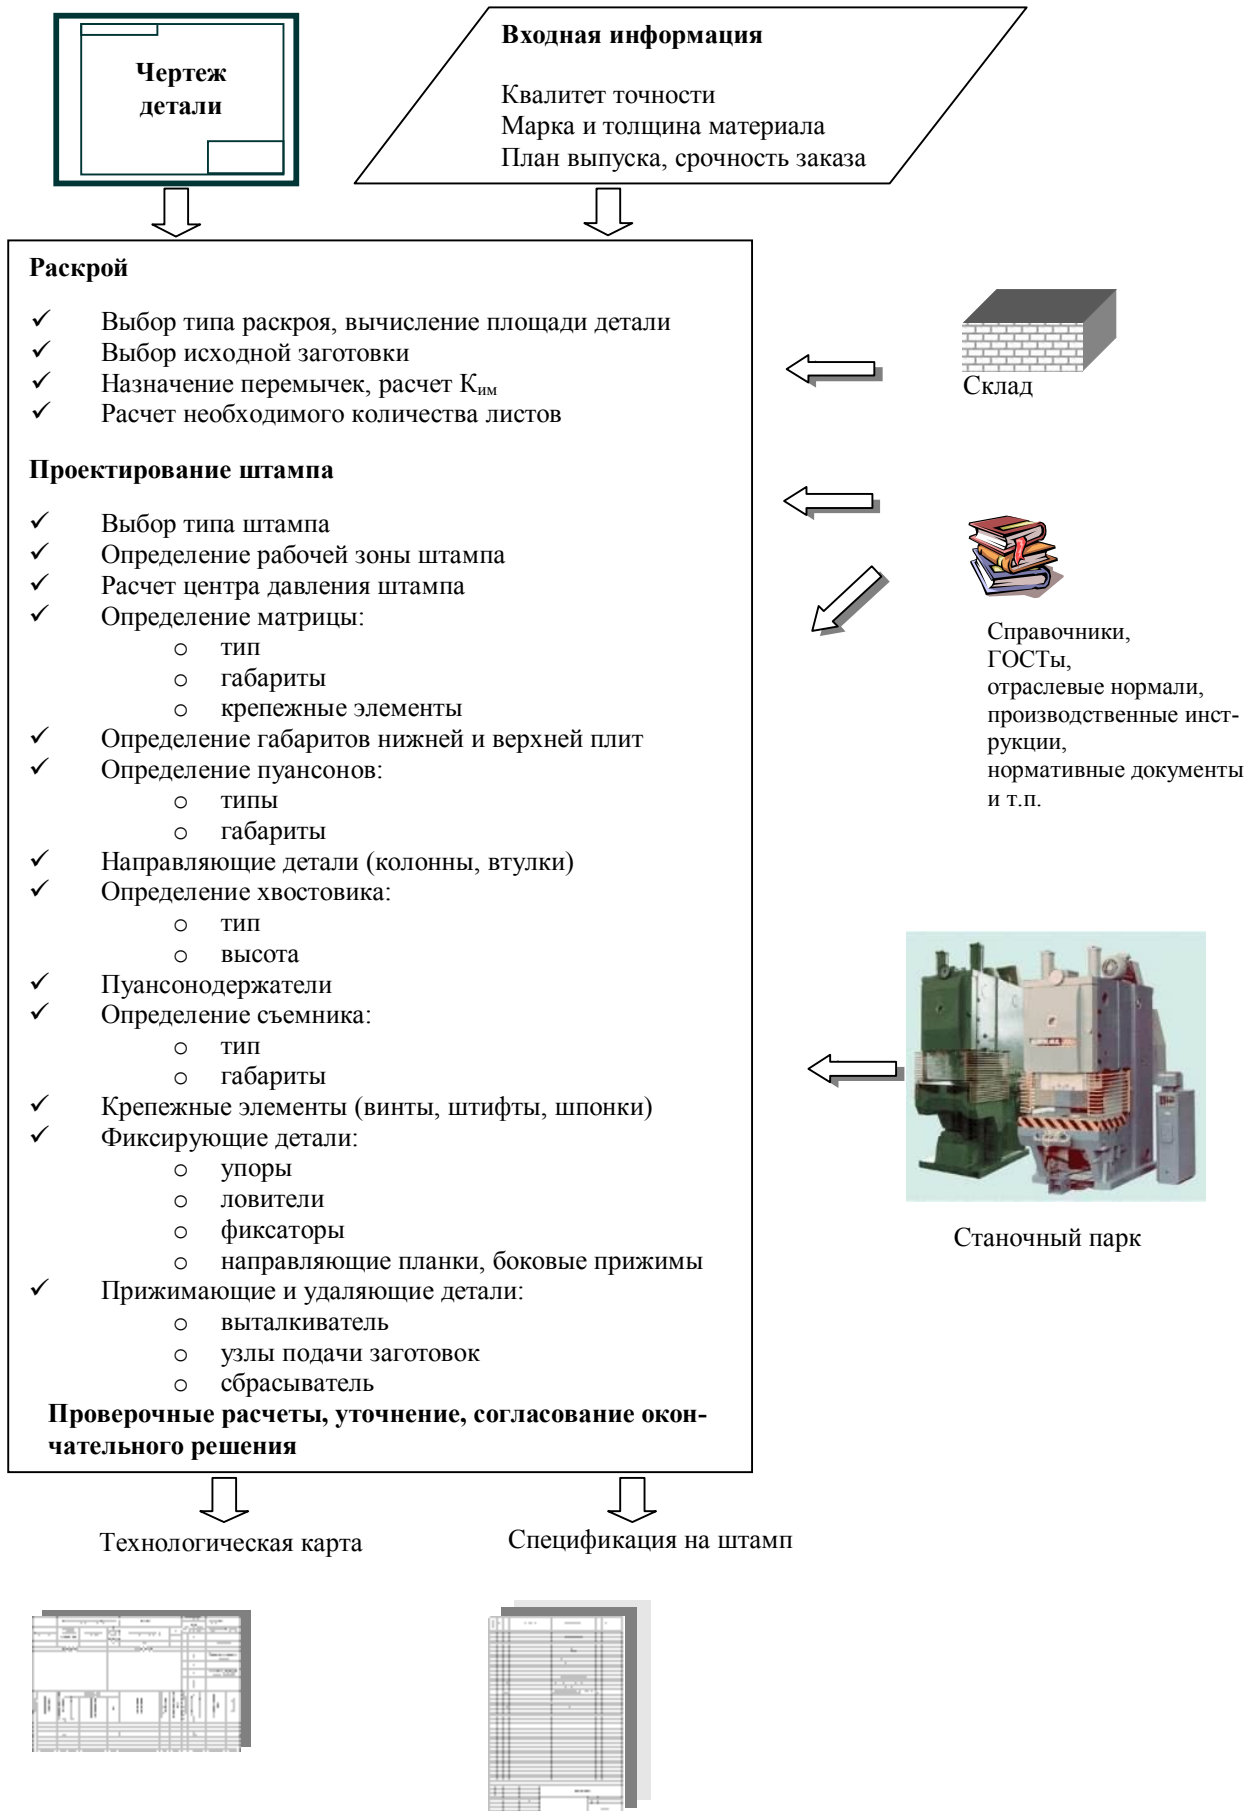 Чертеж
детали
Входная информация
Квалитет точности
Марка и толщина материала
План выпуска, срочность заказа
Раскрой
Выбор типа раскроя, вычисление площади детали
Выбор исходной заготовки
Назначение перемычек, расчет Kим
Расчет необходимого количества листов
Проектирование штампа
Выбор типа штампа
Определение рабочей зоны штампа
Расчет центра давления штампа
Определение матрицы:
тип
габариты
крепежные элементы
Определение габаритов нижней и верхней плит
Определение пуансонов:
типы
габариты
Направляющие детали (колонны, втулки)
Определение хвостовика:
тип
высота
Пуансонодержатели
Определение съемника:
тип
габариты
Крепежные элементы (винты, штифты, шпонки)
Фиксирующие детали:
упоры
ловители
фиксаторы
направляющие планки, боковые прижимы
Прижимающие и удаляющие детали:
выталкиватель
узлы подачи заготовок
сбрасыватель
Проверочные расчеты, уточнение, согласование окон-
чательного решения
Склад
Справочники,
ГОСТы,
отраслевые нормали,
производственные инст-
рукции,
нормативные документы
и т.п.
Станочный парк
Технологическая карта
Спецификация на штамп